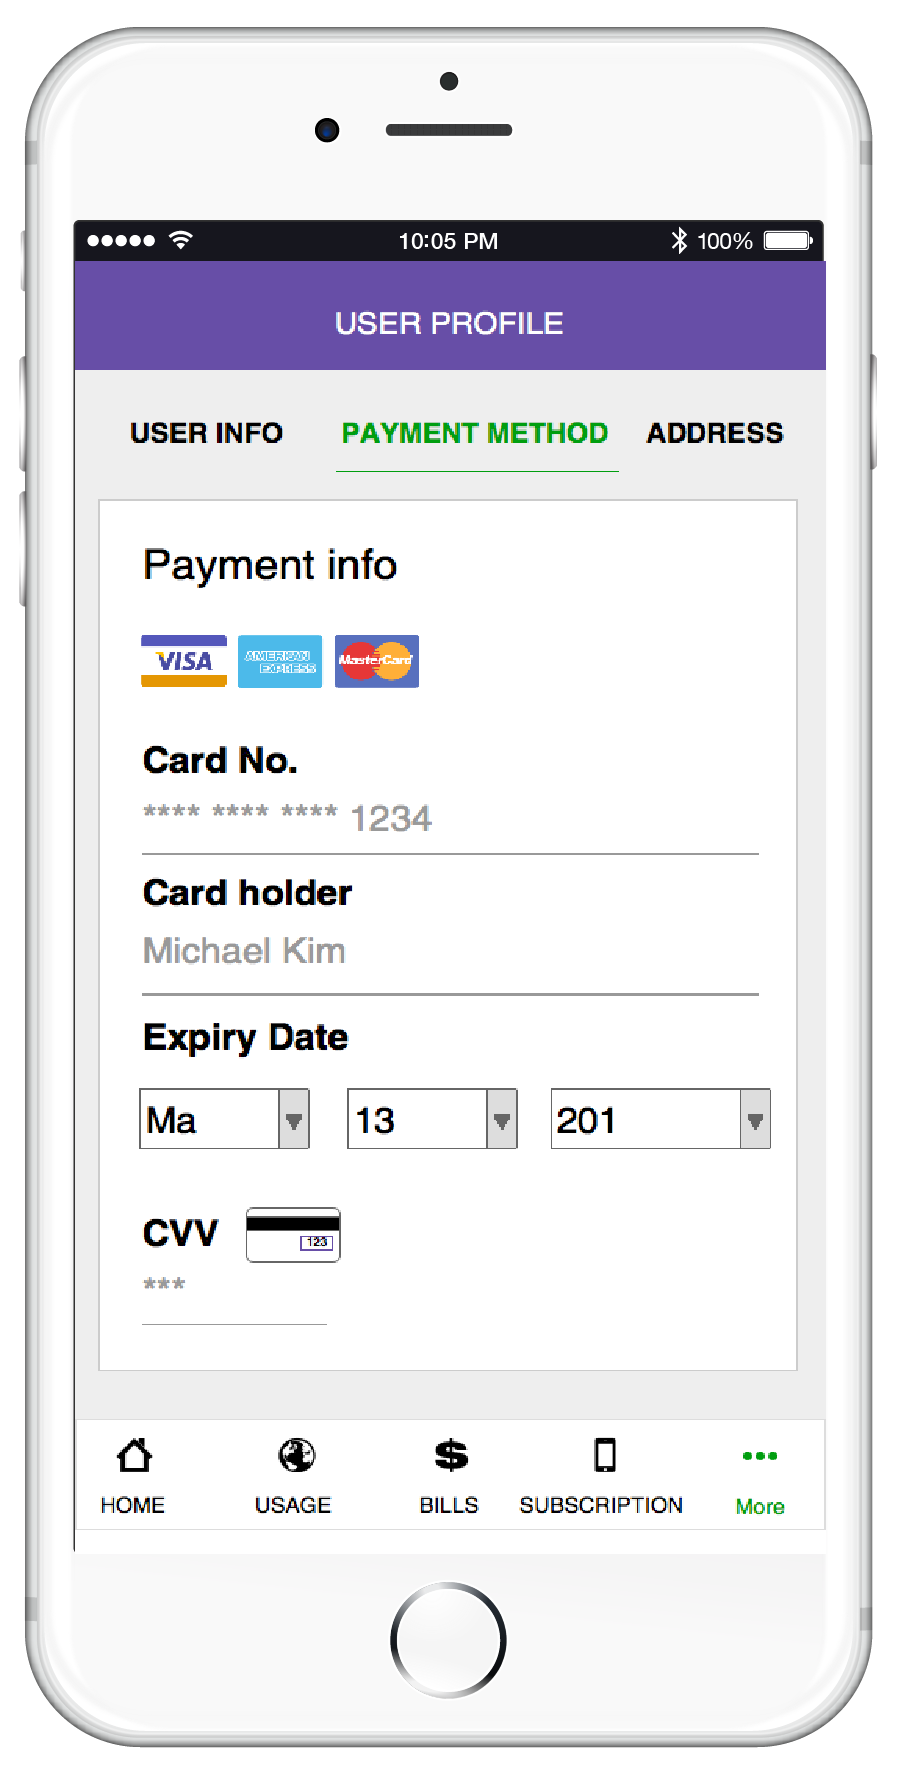 10:05 PM 100%
USER PROFILE
USER INFO PAYMENT METHOD ADDRESS
Payment info
VISA AMERICAN EXPRESS MasterCard
Card No.
**** **** **** 1234
Card holder
Michael Kim
Expiry Date
Ma 13 201
CVV 123
***
$
HOME USAGE BILLS SUBSCRIPTION More